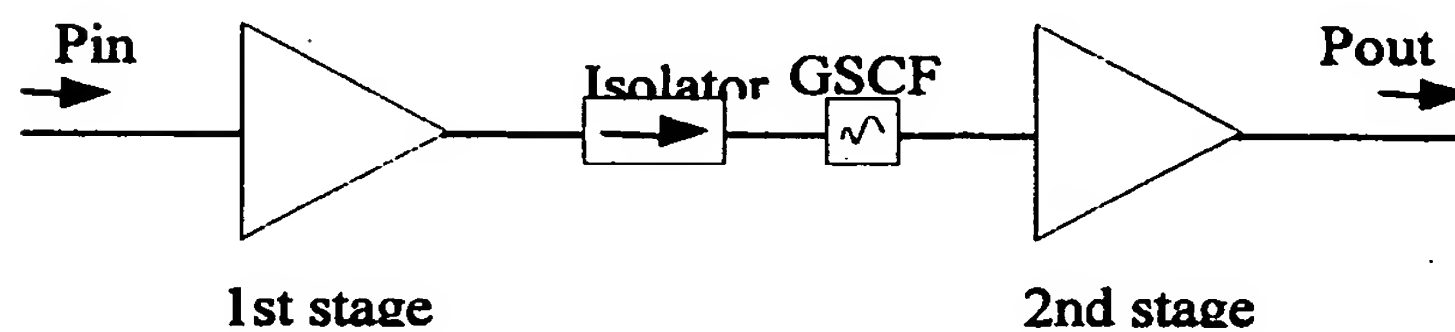 Pin
Isolator
GSCF
Pout
1st stage
2nd stage